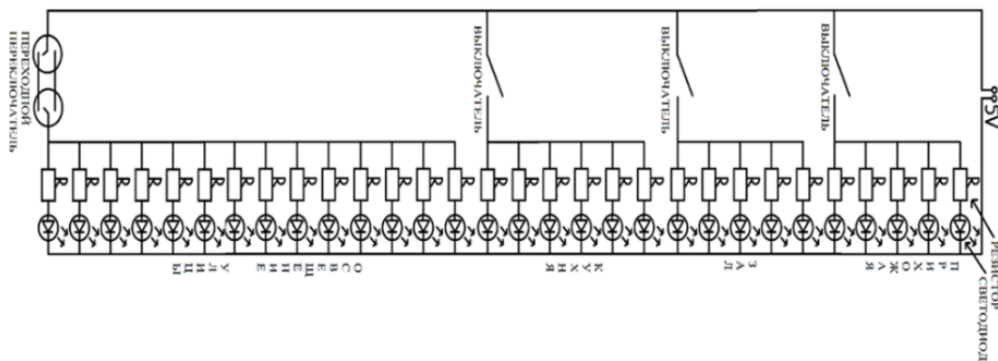 5V
РЕЗИСТОР
СВЕТОДИОД
R
R
R
R
R
ВЫКЛЮЧАТЕЛЬ
ПРИХОЖАЯ
R
R
R
R
R
ВЫКЛЮЧАТЕЛЬ
ЗАЛ
R
R
R
R
R
R
ВЫКЛЮЧАТЕЛЬ
КУХНЯ
R
R
R
R
R
R
R
R
R
R
R
R
R
R
ОСВЕЩЕНИЕ
УЛИЦЫ
ПЕРЕХОДНОЙ
ПЕРЕКЛЮЧАТЕЛЬ